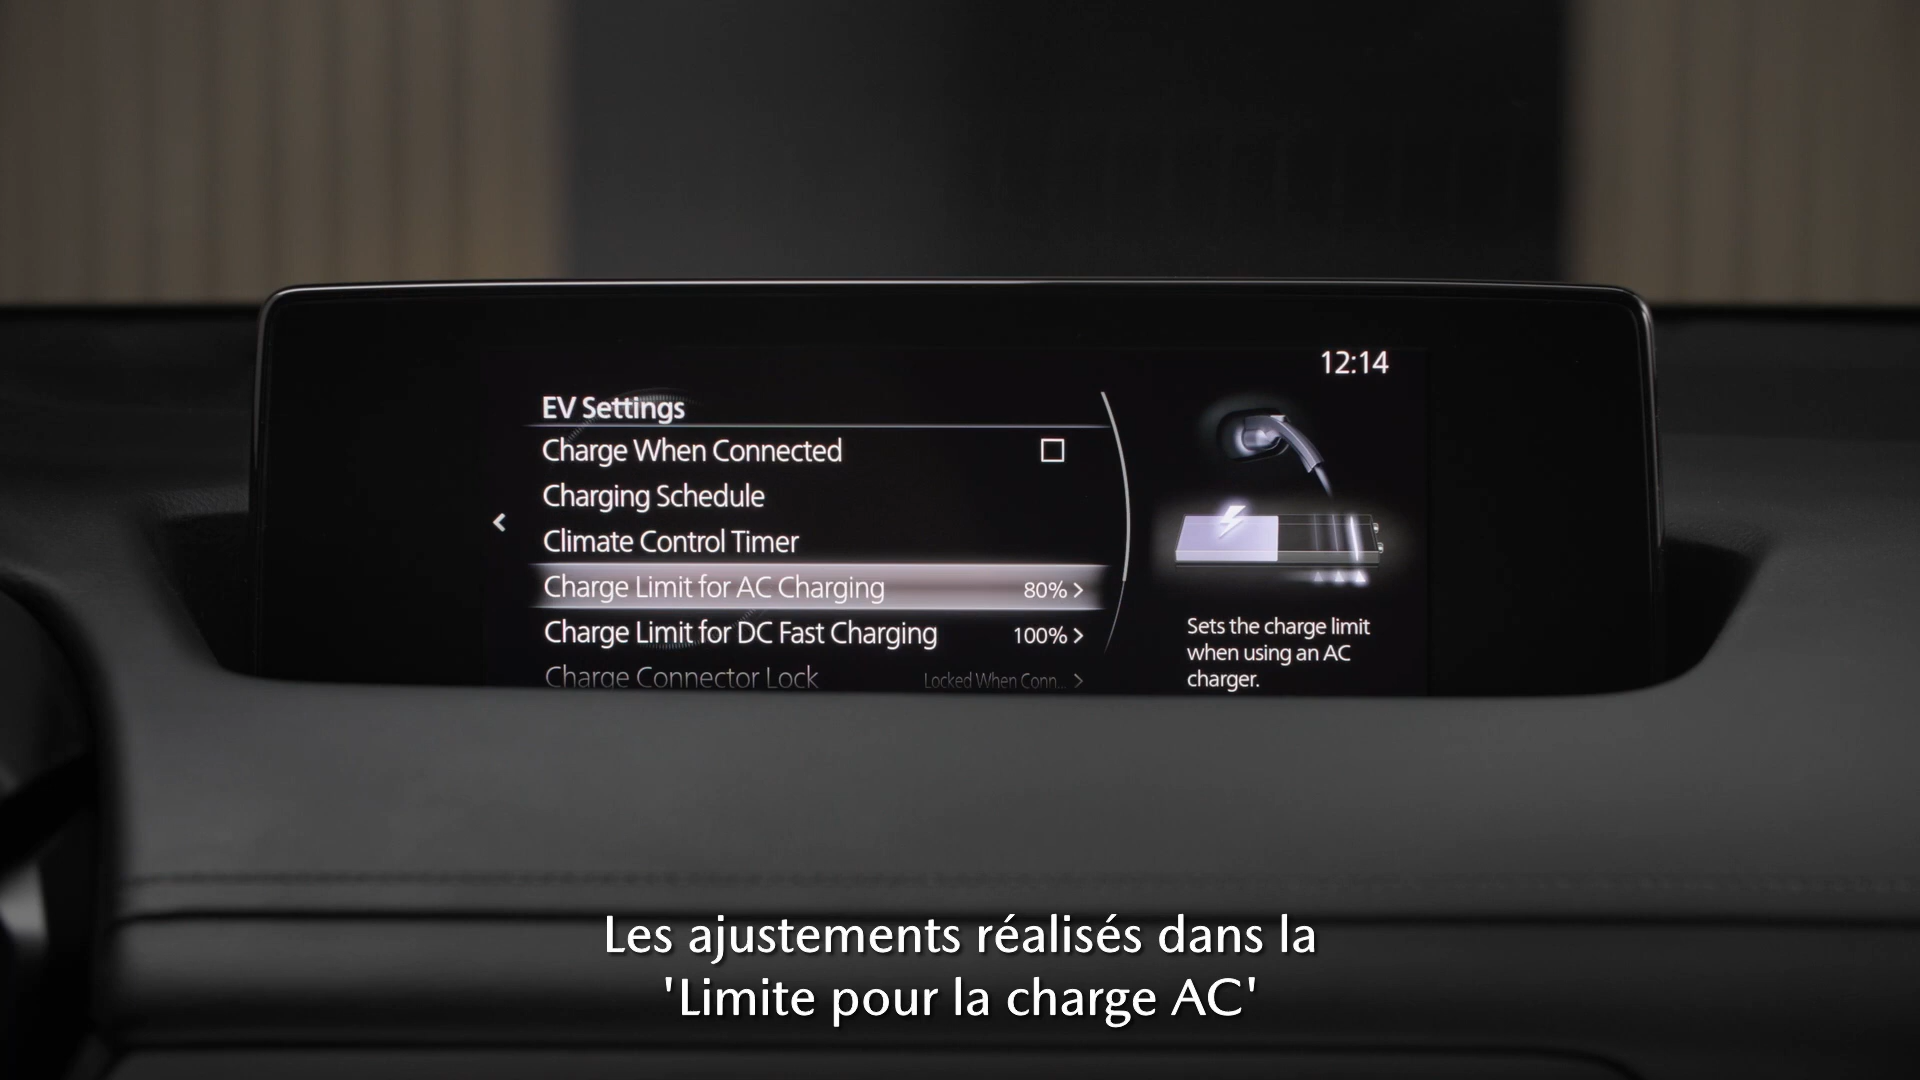 12:14
EV Settings
Charge When Connected
Charging Schedule
Climate Control Timer
Charge Limit for AC Charging 80% >
Charge Limit for DC Fast Charging 100% >
Charge Connector Lock Locked When Conn... >
Sets the charge limit
when using an AC
charger.
Les ajustements réalisés dans la
'Limite pour la charge AC'